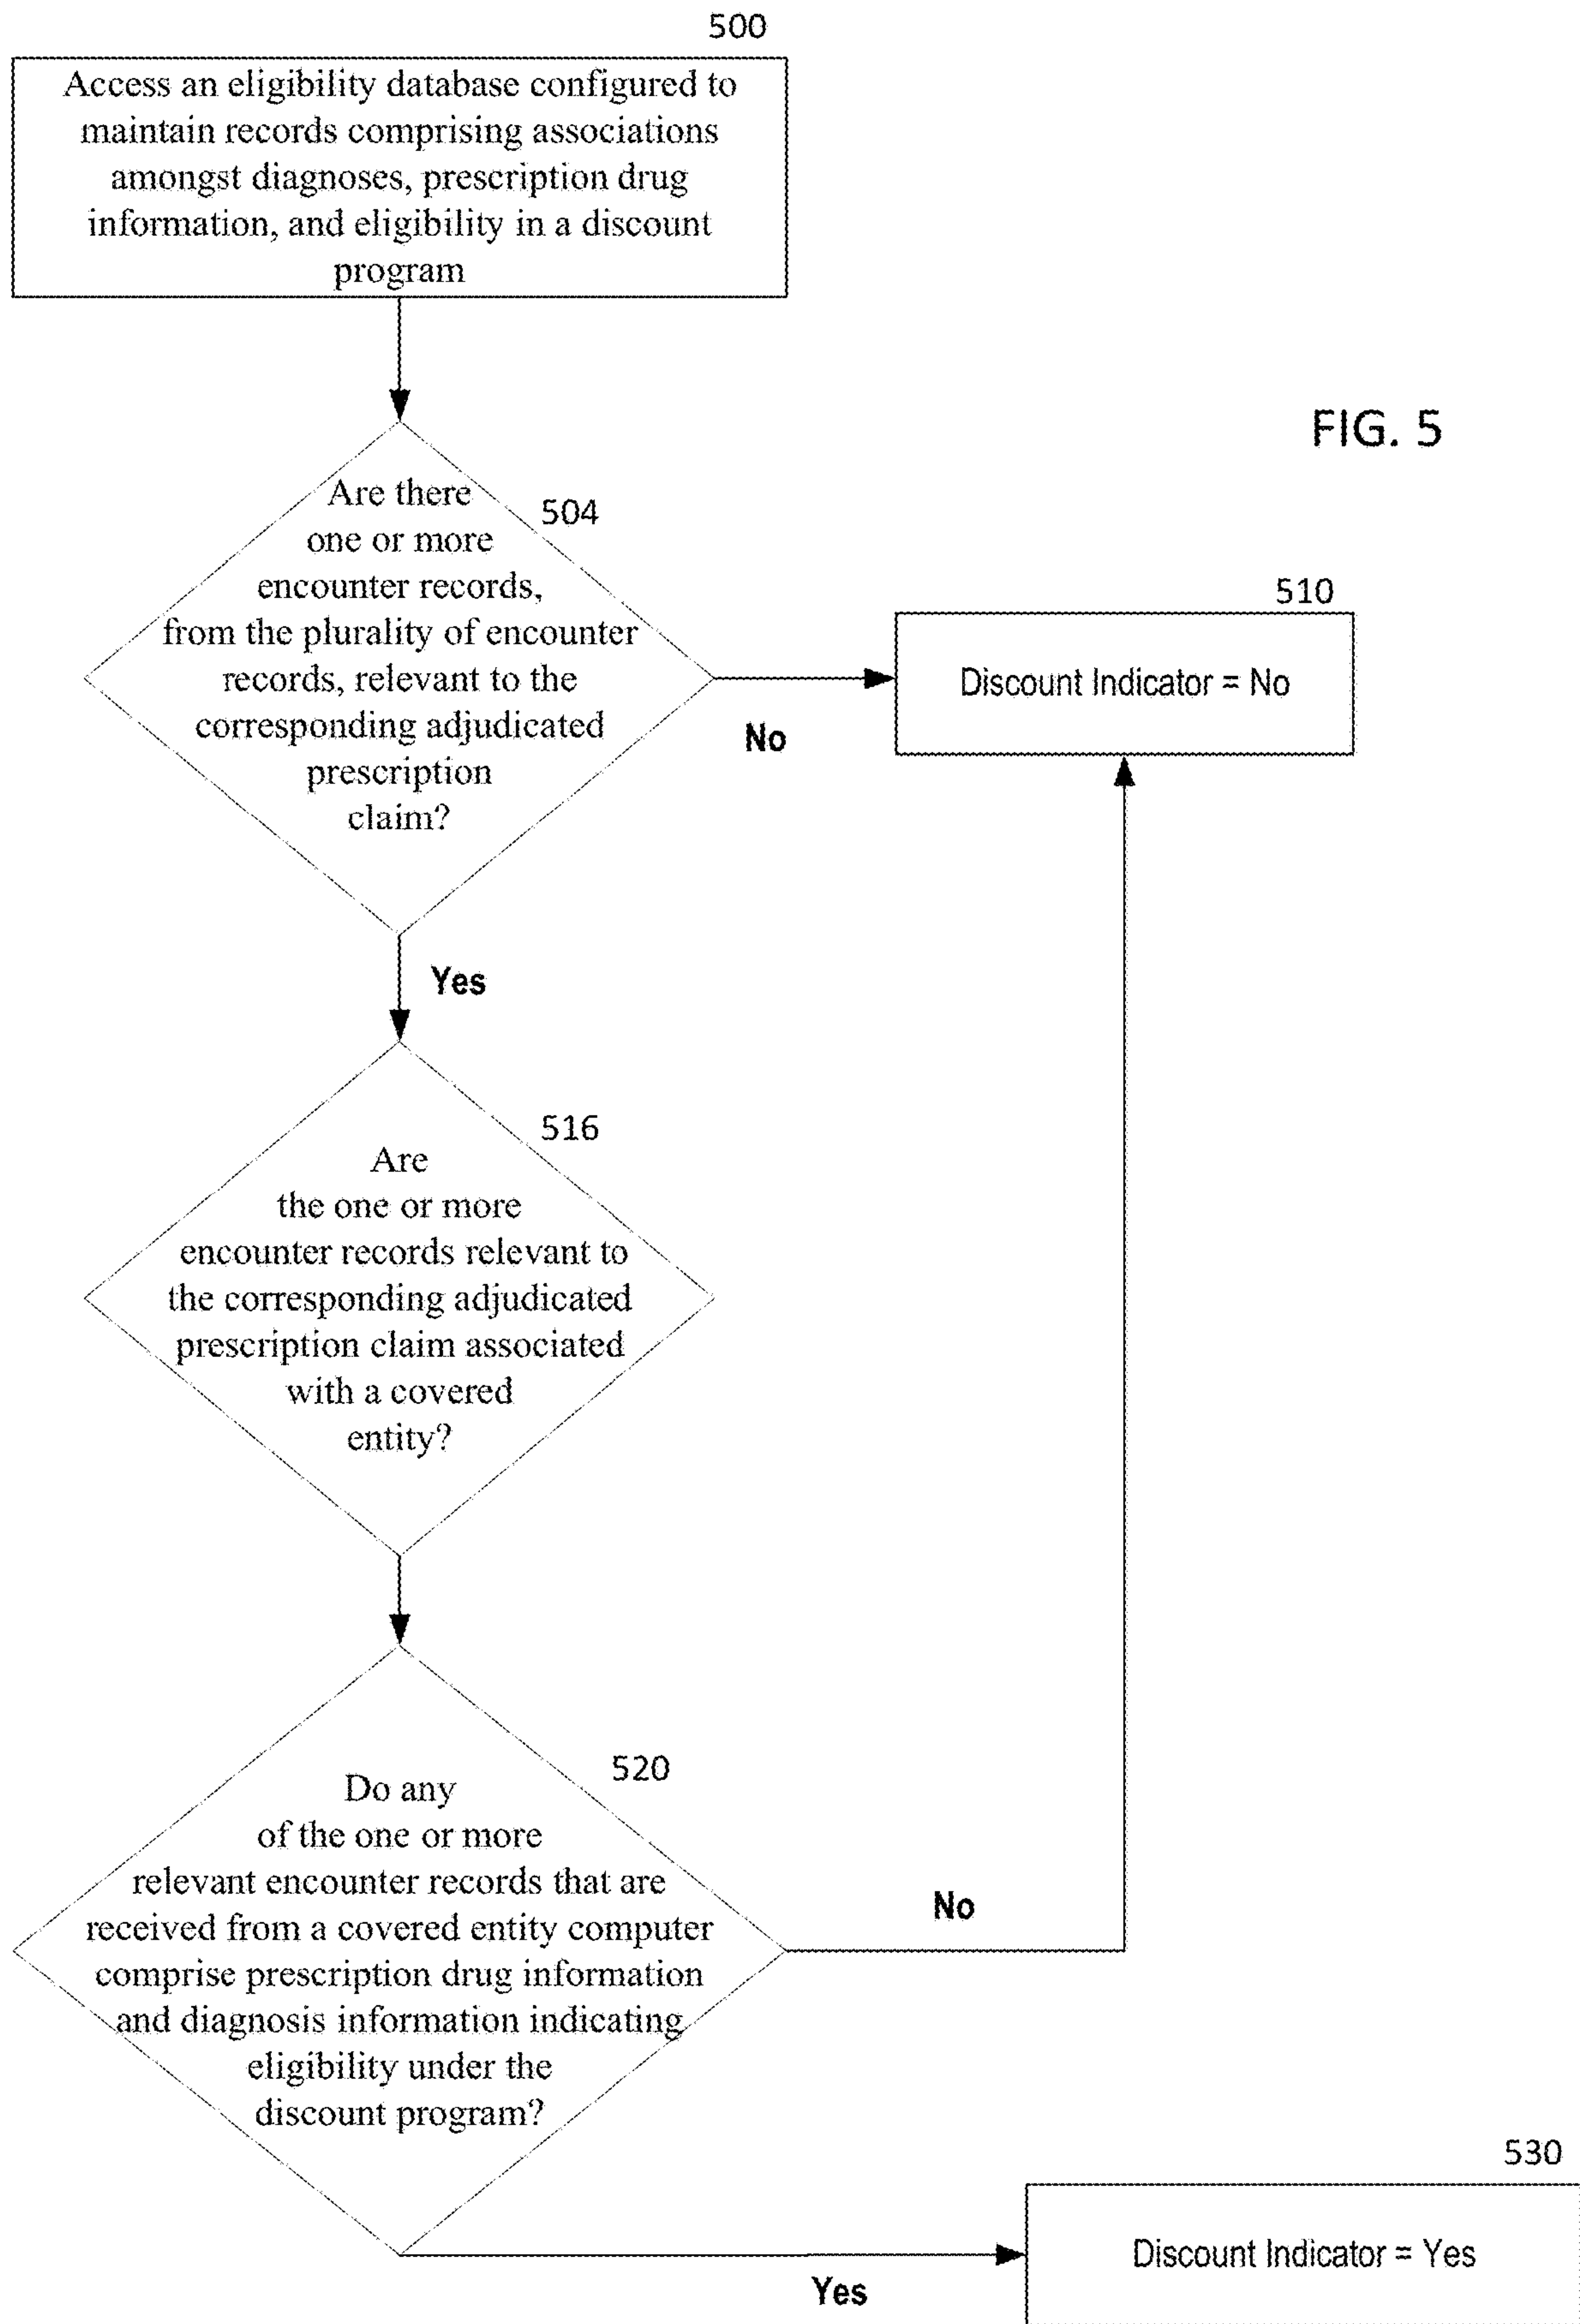 500
Access an eligibility database configured to
maintain records comprising associations
amongst diagnoses, prescription drug
information, and eligibility in a discount
program
FIG. 5
Are there
504
one or more
encounter records,
from the plurality of encounter
records, relevant to the
corresponding adjudicated
prescription
claim?
No
510
Discount Indicator = No
Yes
516
Are
the one or more
encounter records relevant to
the corresponding adjudicated
prescription claim associated
with a covered
entity?
520
Do any
of the one or more
relevant encounter records that are
received from a covered entity computer
comprise prescription drug information
and diagnosis information indicating
eligibility under the
discount program?
No
530
Discount Indicator = Yes
Yes